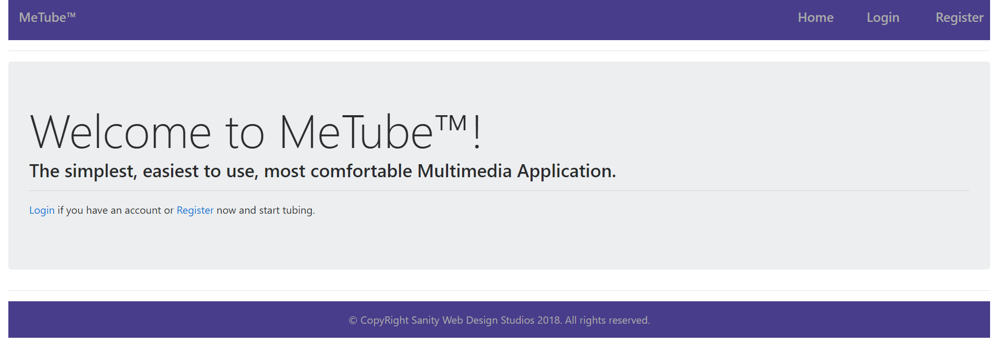 MeTube™ Home Login Register
Welcome to MeTube™!
The simplest, easiest to use, most comfortable Multimedia Application.
Login if you have an account or Register now and start tubing.
© CopyRight Sanity Web Design Studios 2018. All rights reserved.